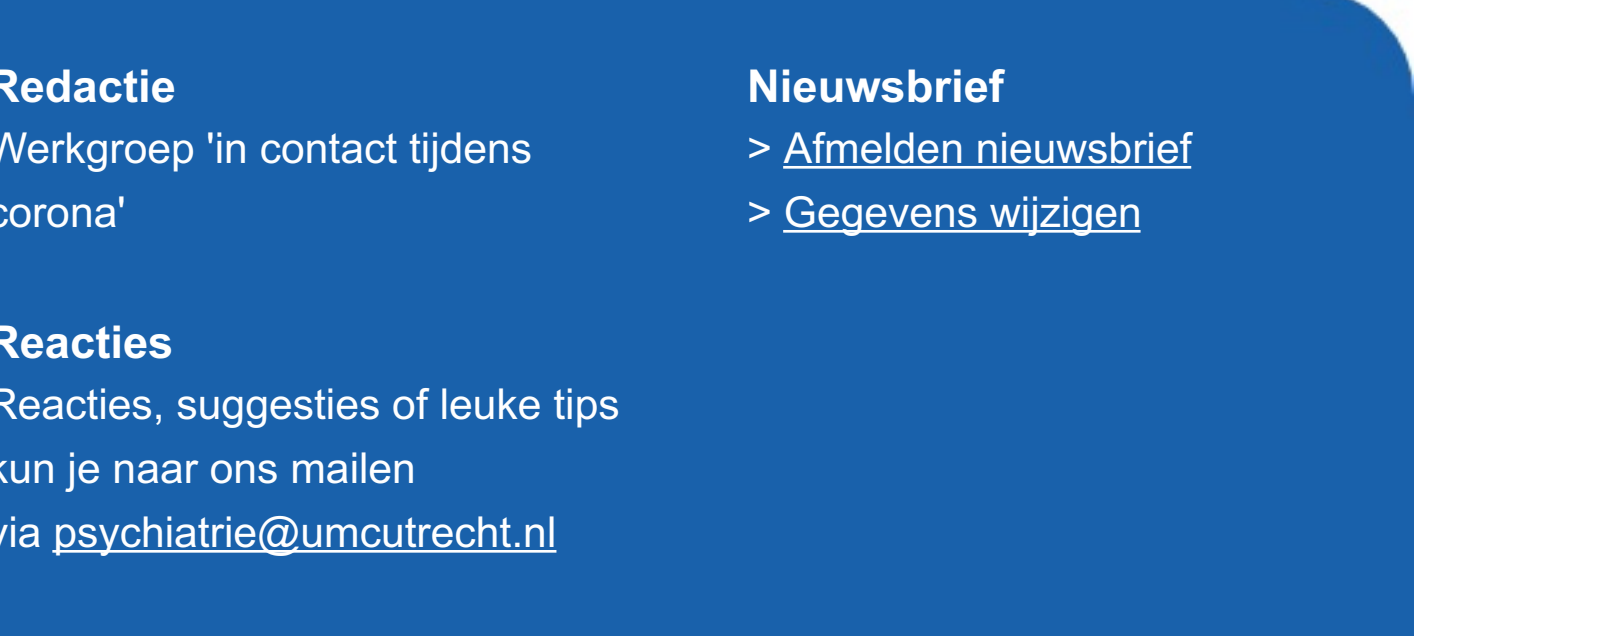 Redactie
Werkgroep 'in contact tijdens
corona'
Reacties
Reacties, suggesties of leuke tips
kun je naar ons mailen
via psychiatrie@umcutrecht.nl
Nieuwsbrief
> Afmelden nieuwsbrief
> Gegevens wijzigen